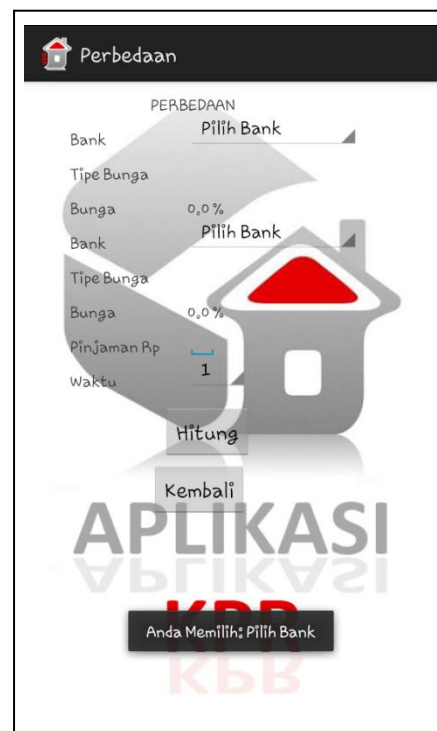 Perbedaan
PERBEDAAN
Bank Pilih Bank
Tipe Bunga
Bunga 0,0%
Bank Pilih Bank
Tipe Bunga
Bunga 0,0%
Pinjaman Rp
Waktu 1
Hitung
Kembali
APLIKASI
KPR
Anda Memilih: Pilih Bank